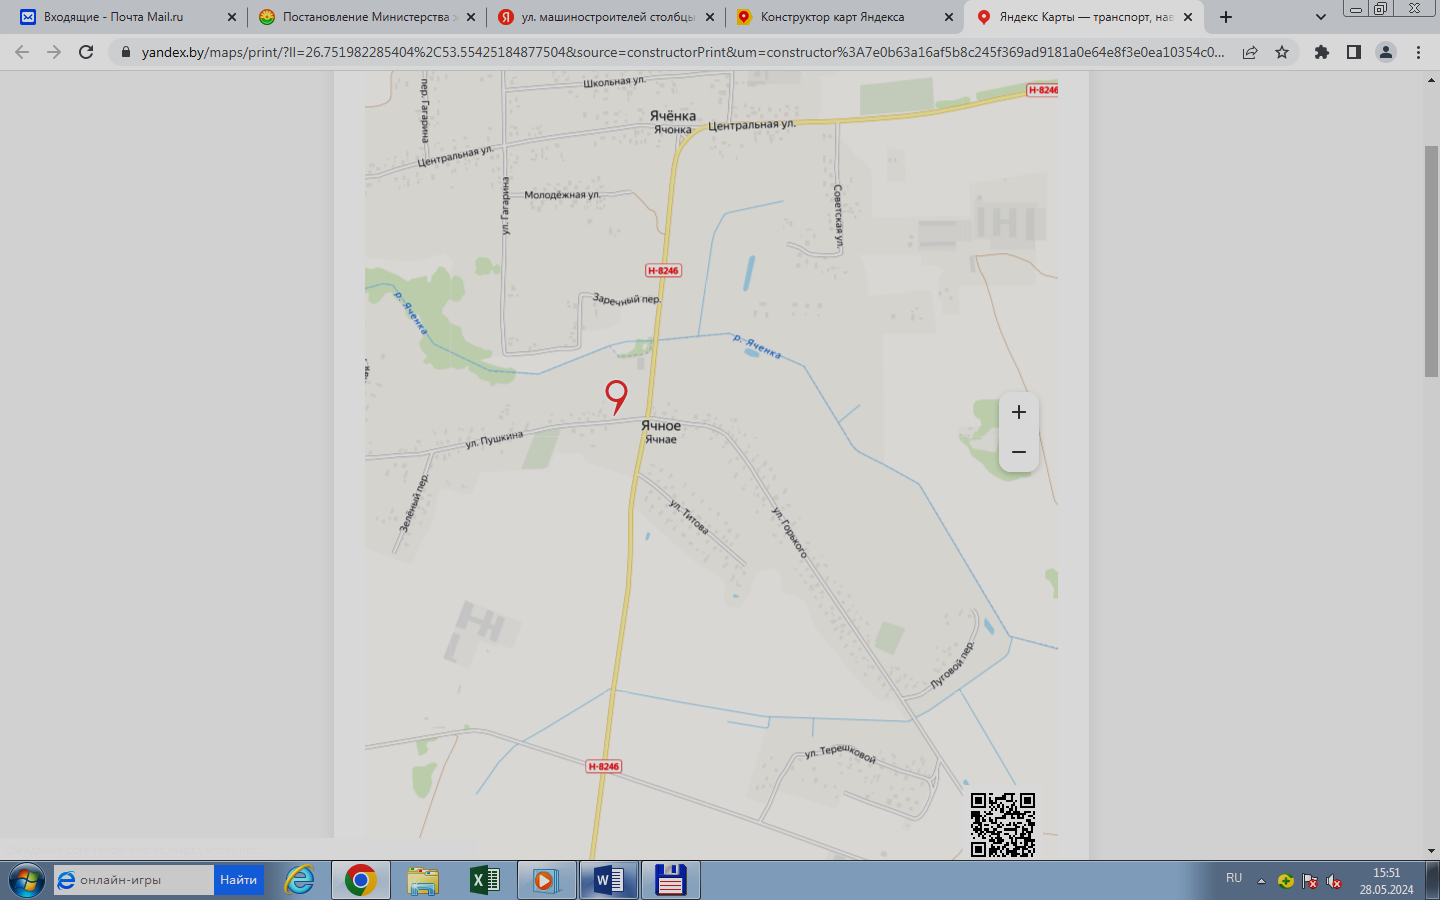 Входящие - Почта Mail.ru
Постановление Министерства ж
ул. машиностроителей столбцы
Конструктор карт Яндекса
Яндекс Карты — транспорт, нав
yandex.by/maps/print/?ll=26.751982285404%2C53.554251848775048&source=constructorPrint&um=constructor%3A7e0b63a16af5b8c245f369ad9181a0e64e8f3e0ea10354c0...
Школьная ул.
пер. Гагарина
Н-8246
Ячёнка
Ячонка
Центральная ул.
Центральная ул.
ул. Гагарина
Молодёжная ул.
Советская ул.
Н-8246
Заречный пер.
р. Яченка
р. Яченка
Ячное
Ячнае
ул. Пушкина
Зелёный пер.
ул. Титова
ул. Горького
Луговой пер.
ул. Терешковой
Н-8246
онлайн-игры
Найти
RU
15:51
28.05.2024